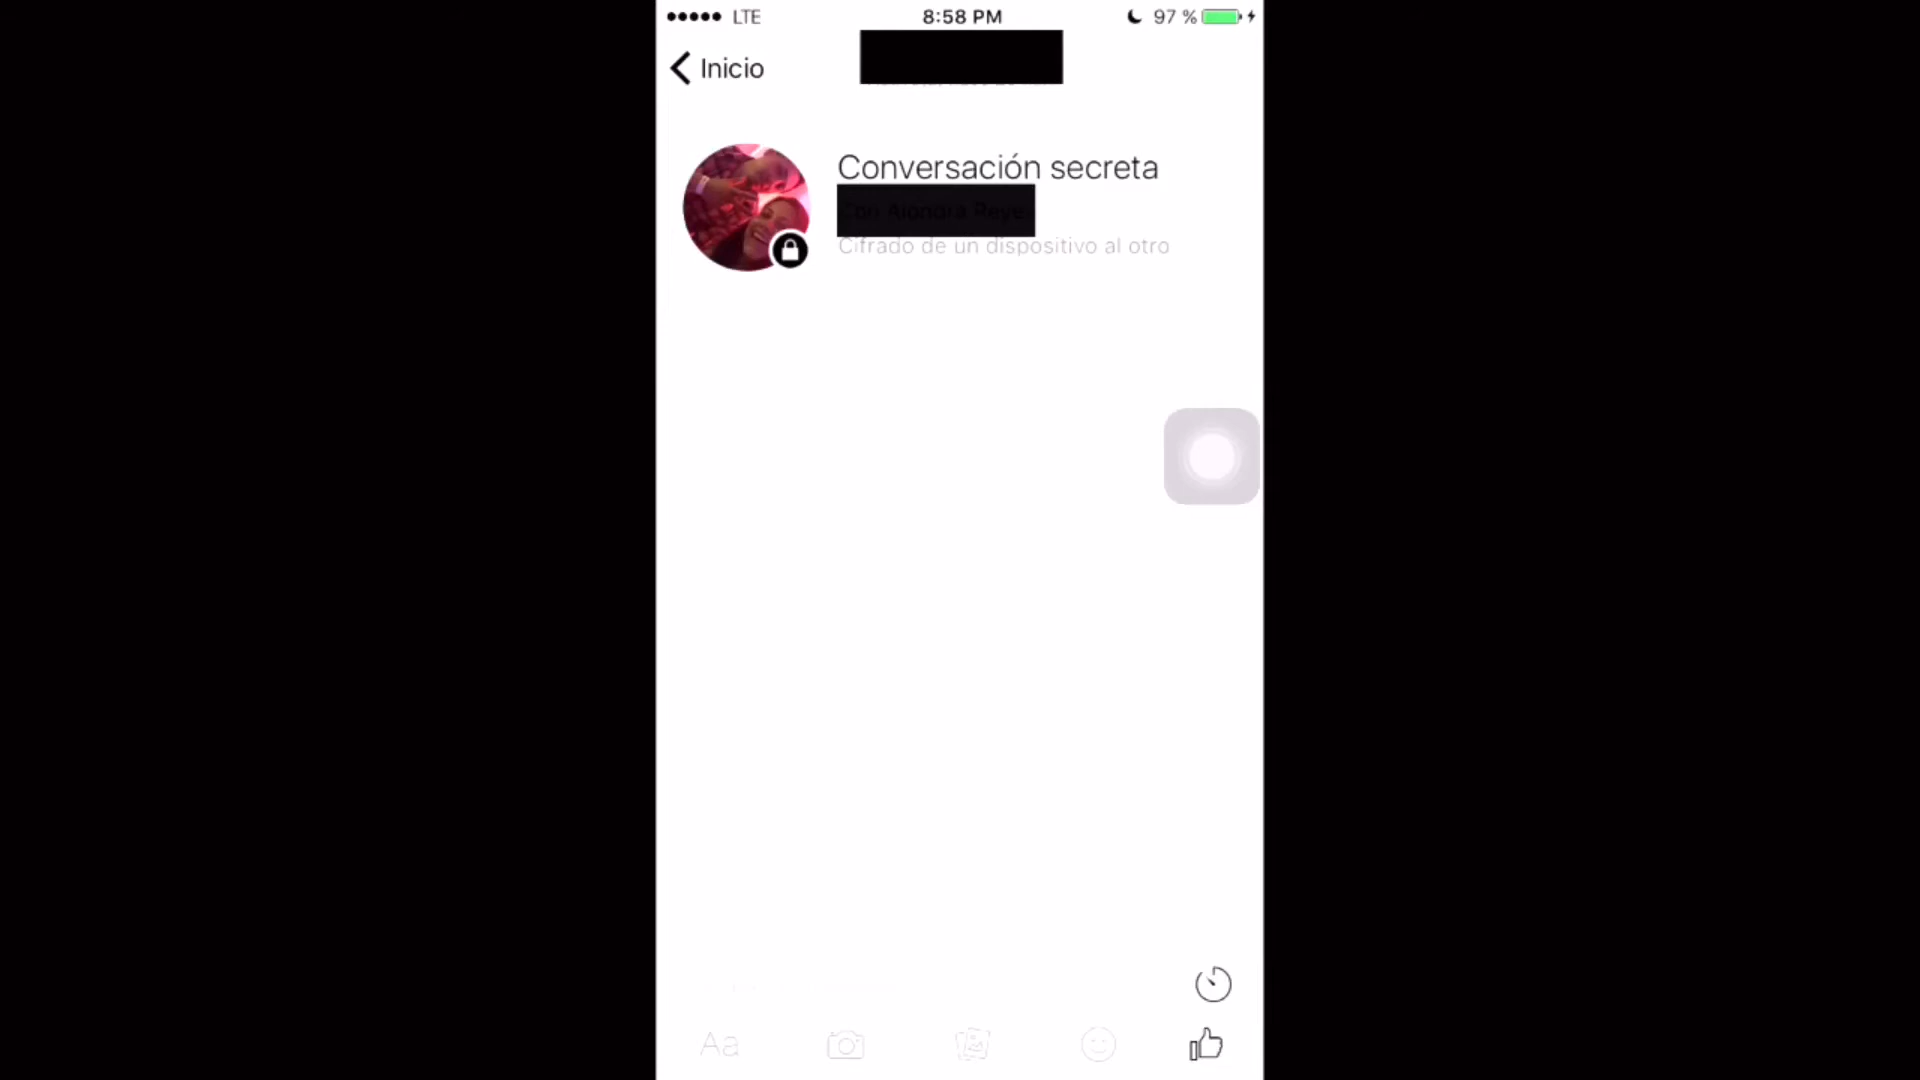 LTE 8:58 PM 97 %
Inicio
Conversación secreta
Cifrado de un dispositivo al otro
Aa